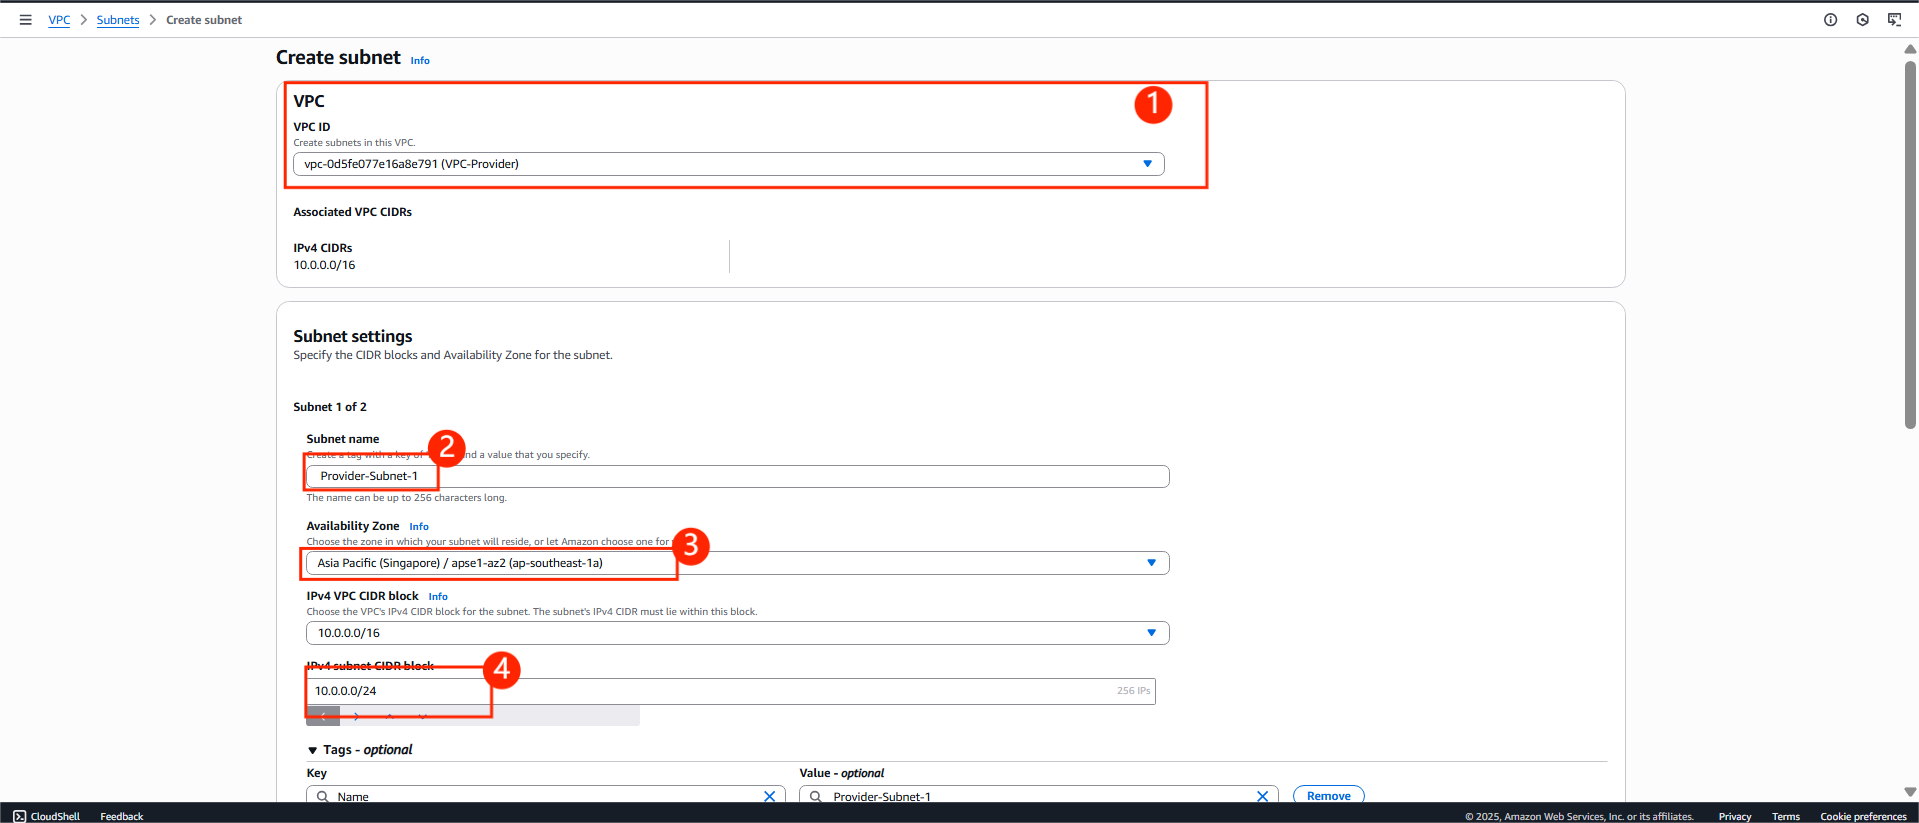 VPC > Subnets > Create subnet
Create subnet Info
VPC
1
VPC ID
Create subnets in this VPC.
vpc-0d5fe077e16a8e791 (VPC-Provider)
Associated VPC CIDRs
IPv4 CIDRs
10.0.0.0/16
Subnet settings
Specify the CIDR blocks and Availability Zone for the subnet.
Subnet 1 of 2
Subnet name
2
Create a tag with a key of nd a value that you specify.
Provider-Subnet-1
The name can be up to 256 characters long.
Availability Zone Info
Choose the zone in which your subnet will reside, or let Amazon choose one for
3
Asia Pacific (Singapore) / apse1-az2 (ap-southeast-1a)
IPv4 VPC CIDR block Info
Choose the VPC's IPv4 CIDR block for the subnet. The subnet's IPv4 CIDR must lie within this block.
10.0.0.0/16
IPv4 subnet CIDR block
4
10.0.0.0/24 256 IPs
Tags - optional
Key Value - optional
Name Provider-Subnet-1 Remove
CloudShell Feedback © 2025, Amazon Web Services, Inc. or its affiliates. Privacy Terms Cookie preferences